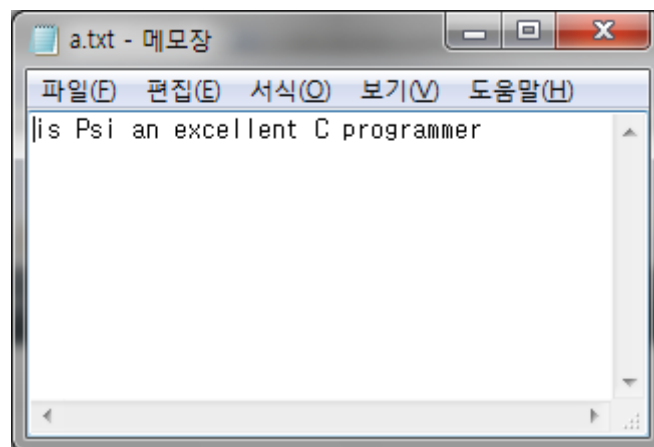 a.txt - 메모장
파일(F) 편집(E) 서식(O) 보기(V) 도움말(H)
is Psi an excellent C programmer